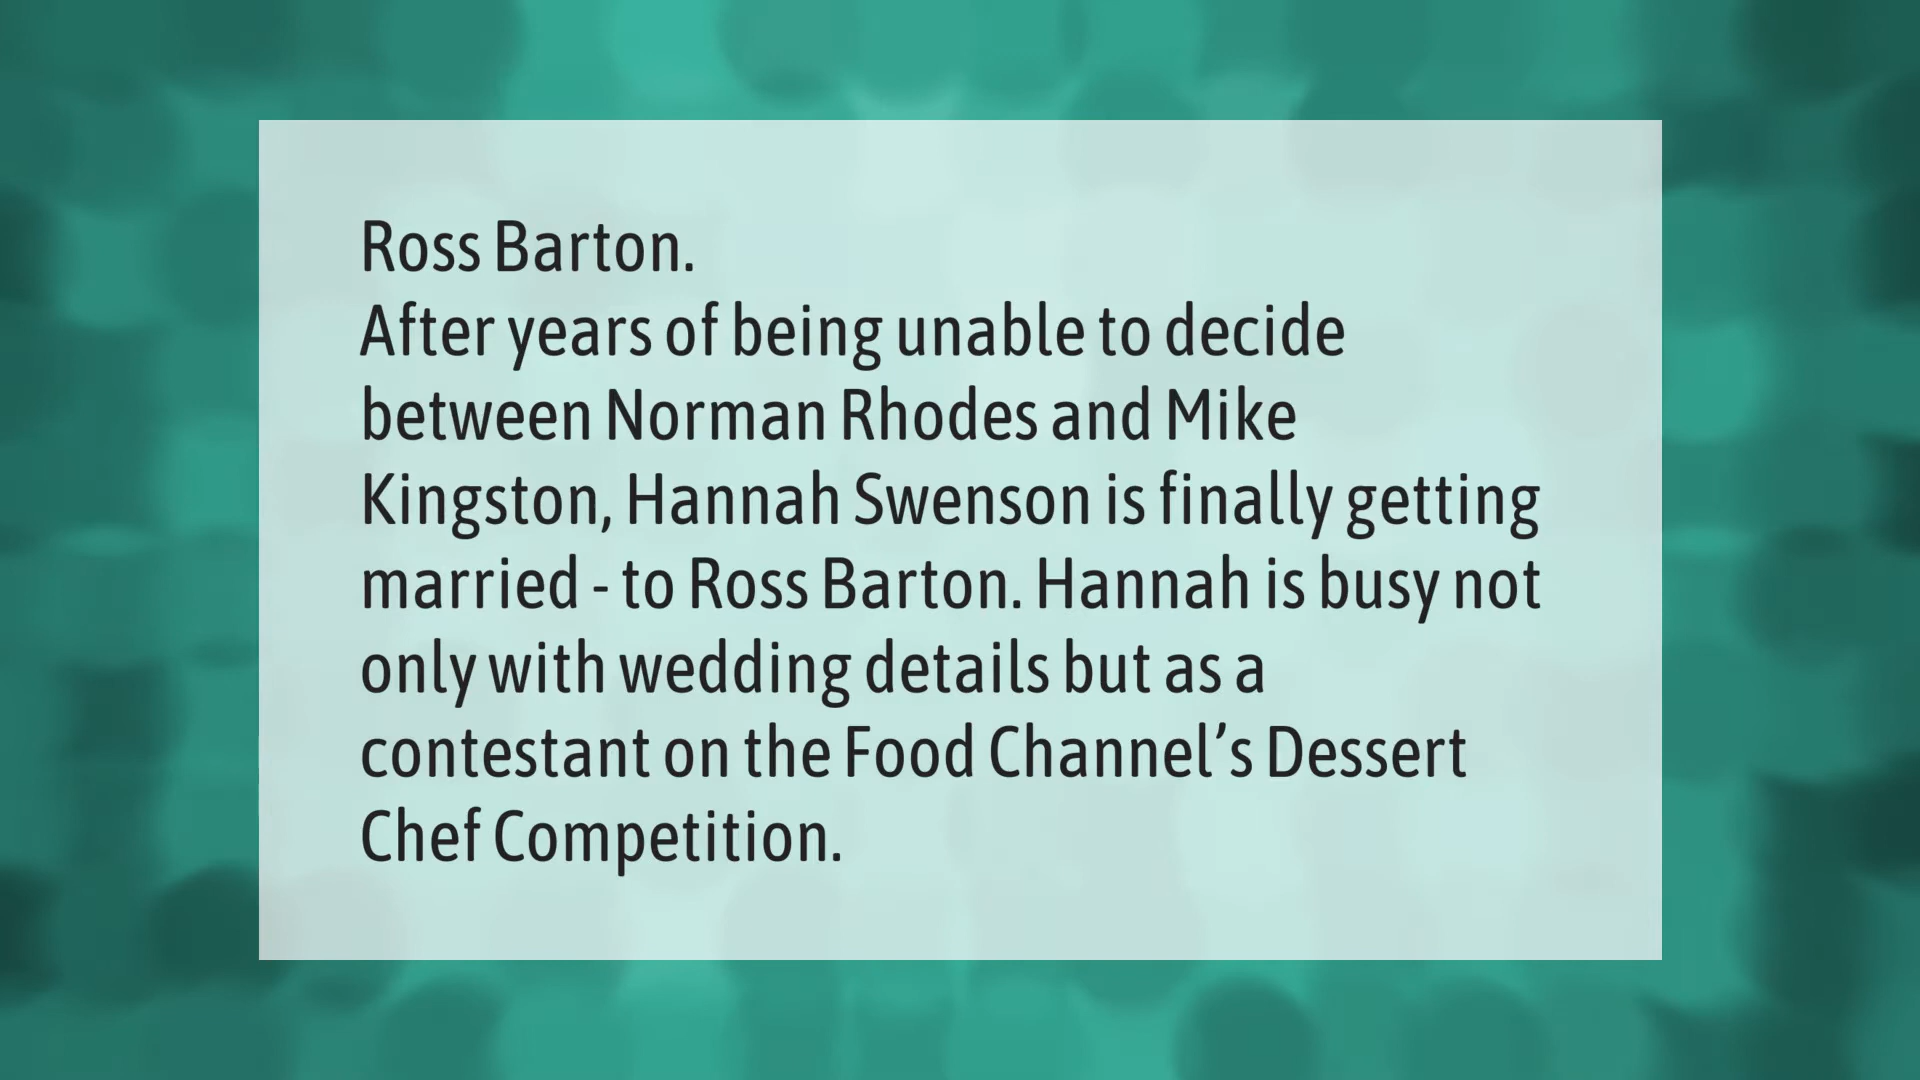 Ross Barton.
After years of being unable to decide
between Norman Rhodes and Mike
Kingston, Hannah Swenson is finally getting
married - to Ross Barton. Hannah is busy not
only with wedding details but as a
contestant on the Food Channel’s Dessert
Chef Competition.